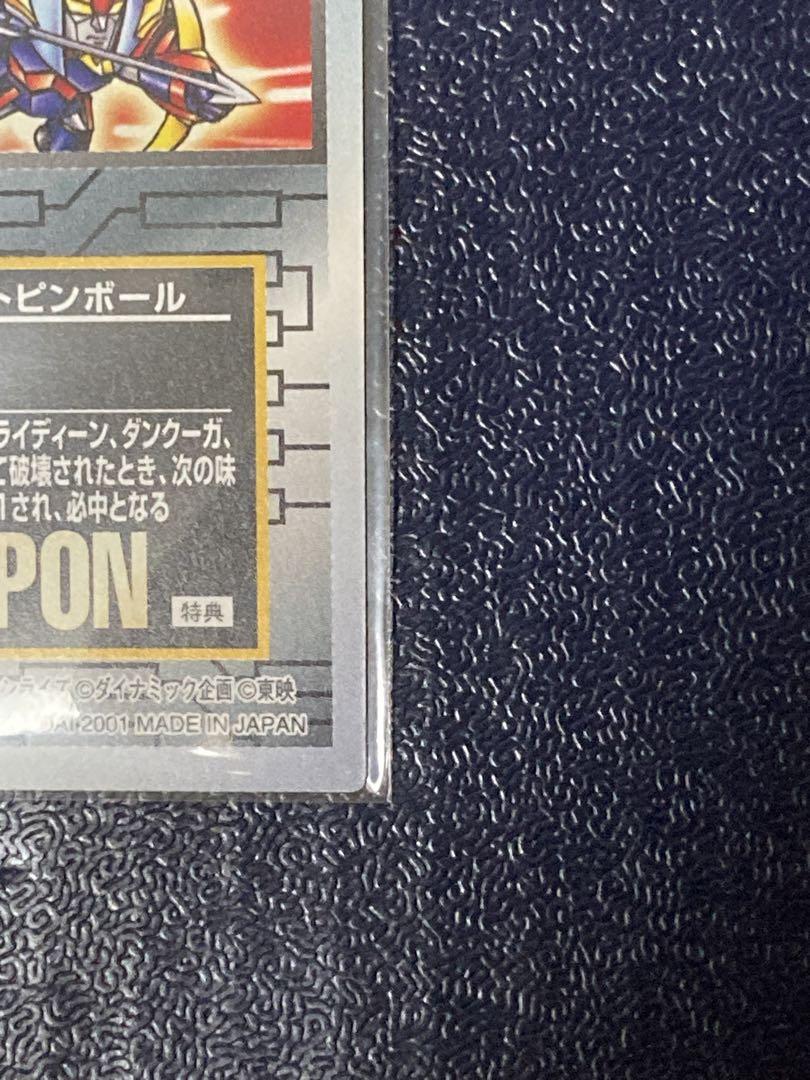 トピンボール
ライディーン、ダンクーガ、
て破壊されたとき、次の味
1され、必中となる
PON
特典
©ダイナミック企画 ©東映
DAI 2001 MADE IN JAPAN